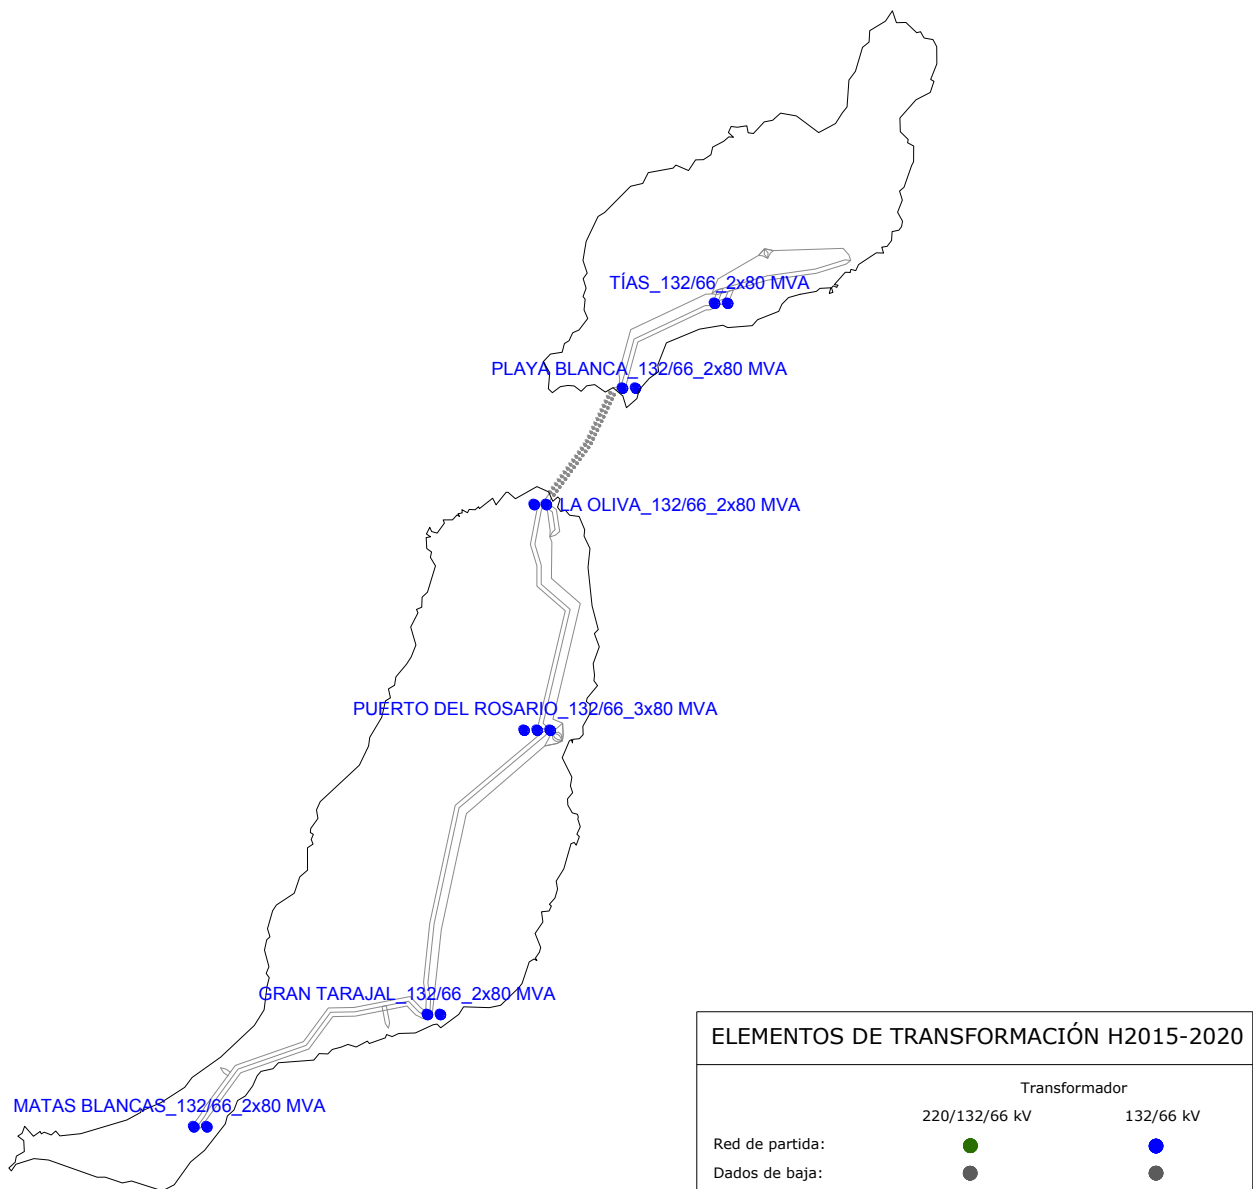 TÍAS_132/66_2x80 MVA
PLAYA BLANCA_132/66_2x80 MVA
LA OLIVA_132/66_2x80 MVA
PUERTO DEL ROSARIO_132/66_3x80 MVA
GRAN TARAJAL_132/66_2x80 MVA
MATAS BLANCAS_132/66_2x80 MVA
ELEMENTOS DE TRANSFORMACIÓN H2015-2020
Transformador
220/132/66 kV 132/66 kV
Red de partida:
Dados de baja: